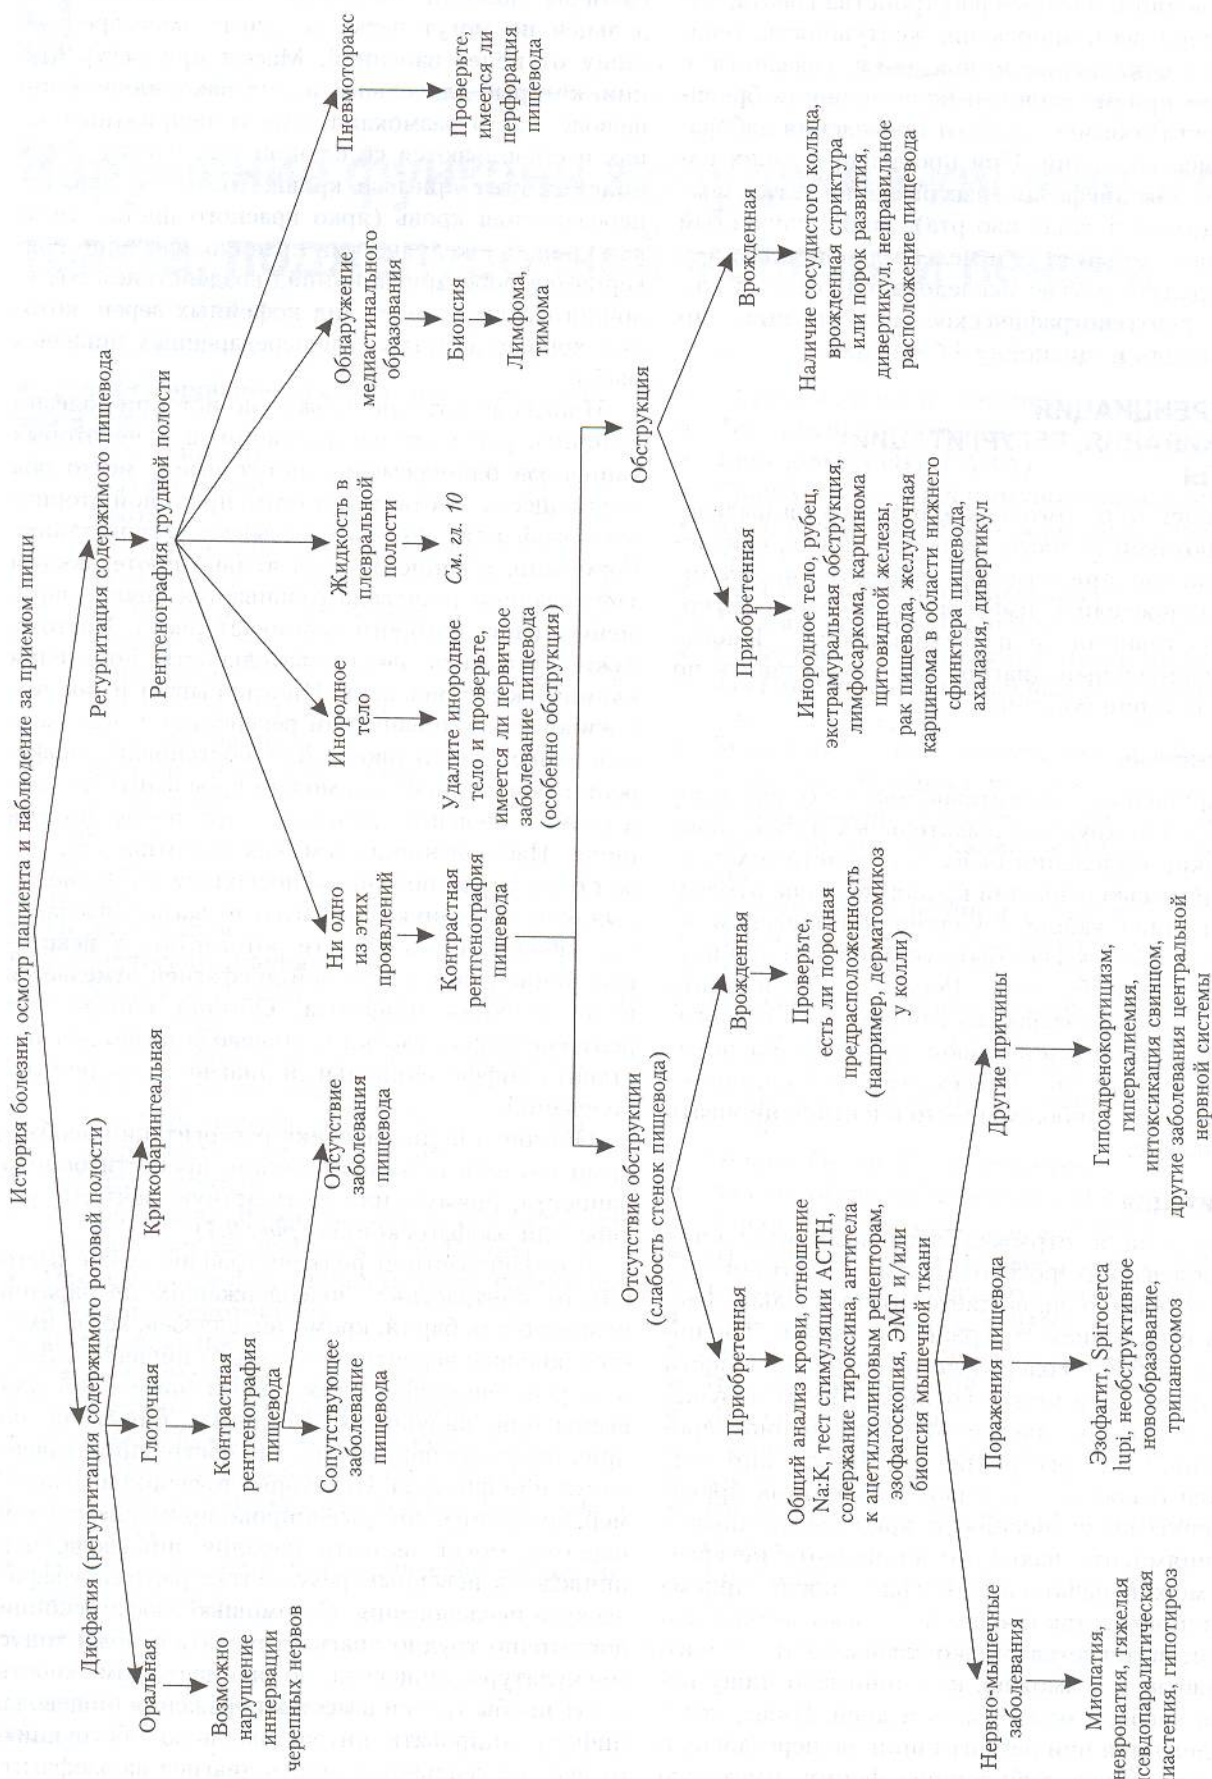 История болезни, осмотр пациента и наблюдение за приемом пищи
Дисфагия (регургитация содержимого ротовой полости)
Оральная
Возможно
нарушение
иннервации
черепных нервов
Глоточная
Контрастная
рентгенография
пищевода
Сопутствующее
заболевание
пищевода
Отсутствие
заболевания
пищевода
Крикофарингеальная
Регургитация содержимого пищевода
Рентгенография грудной полости
Ни одно
из этих
проявлений
Контрастная
рентгенография
пищевода
Инородное
тело
Удалите инородное
тело и проверьте,
имеется ли первичное
заболевание пищевода
(особенно обструкция)
Жидкость в
плевральной
полости
См. гл. 10
Обнаружение
медиастинального
образования
Биопсия
Лимфома,
тимома
Пневмоторакс
Проверьте,
имеется ли
перфорация
пищевода
Отсутствие обструкции
(слабость стенок пищевода)
Приобретенная
Общий анализ крови, отношение
Na:K, тест стимуляции ACTH,
содержание тироксина, антитела
к ацетилхолиновым рецепторам,
эзофагоскопия, ЭМГ и/или
биопсия мышечной ткани
Нервно-мышечные
заболевания
Миопатия,
невропатия, тяжелая
псевдопаралитическая
миастения, гипотиреоз
Поражения пищевода
Эзофагит, Spirocerca
lupi, необструктивное
новообразование,
трипаносомоз
Другие причины
Гипоадренокортицизм,
гиперкалиемия,
интоксикация свинцом,
другие заболевания центральной
нервной системы
Врожденная
Проверьте,
есть ли породная
предрасположенность
(например, дерматомикоз
у колли)
Обструкция
Приобретенная
Инородное тело, рубец,
экстрамуральная обструкция,
лимфосаркома, карцинома
щитовидной железы,
рак пищевода, желудочная
карцинома в области нижнего
сфинктера пищевода,
ахалазия, дивертикул
Врожденная
Наличие сосудистого кольца,
врожденная стриктура
или порок развития,
дивертикул, неправильное
расположение пищевода